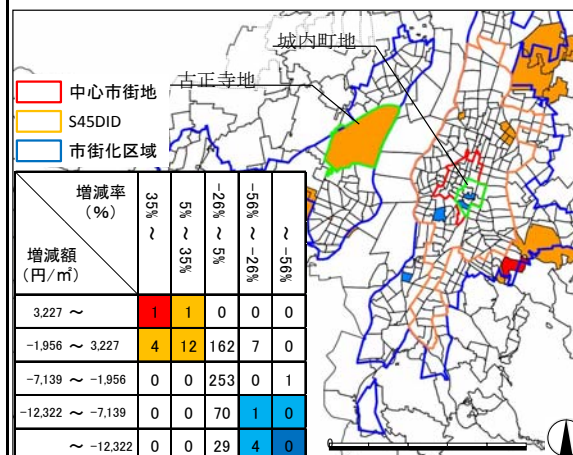 城内町地
古正寺地
中心市街地
S45DID
市街化区域
増減率
(%)
増減額
(円/㎡)
35% ~
5% ~ 35%
-26% ~ 5%
-56% ~ -26%
~ -56%
3,227 ~ 1 1 0 0 0
-1,956 ~ 3,227 4 12 162 7 0
-7,139 ~ -1,956 0 0 253 0 1
-12,322 ~ -7,139 0 0 70 1 0
~ -12,322 0 0 29 4 0